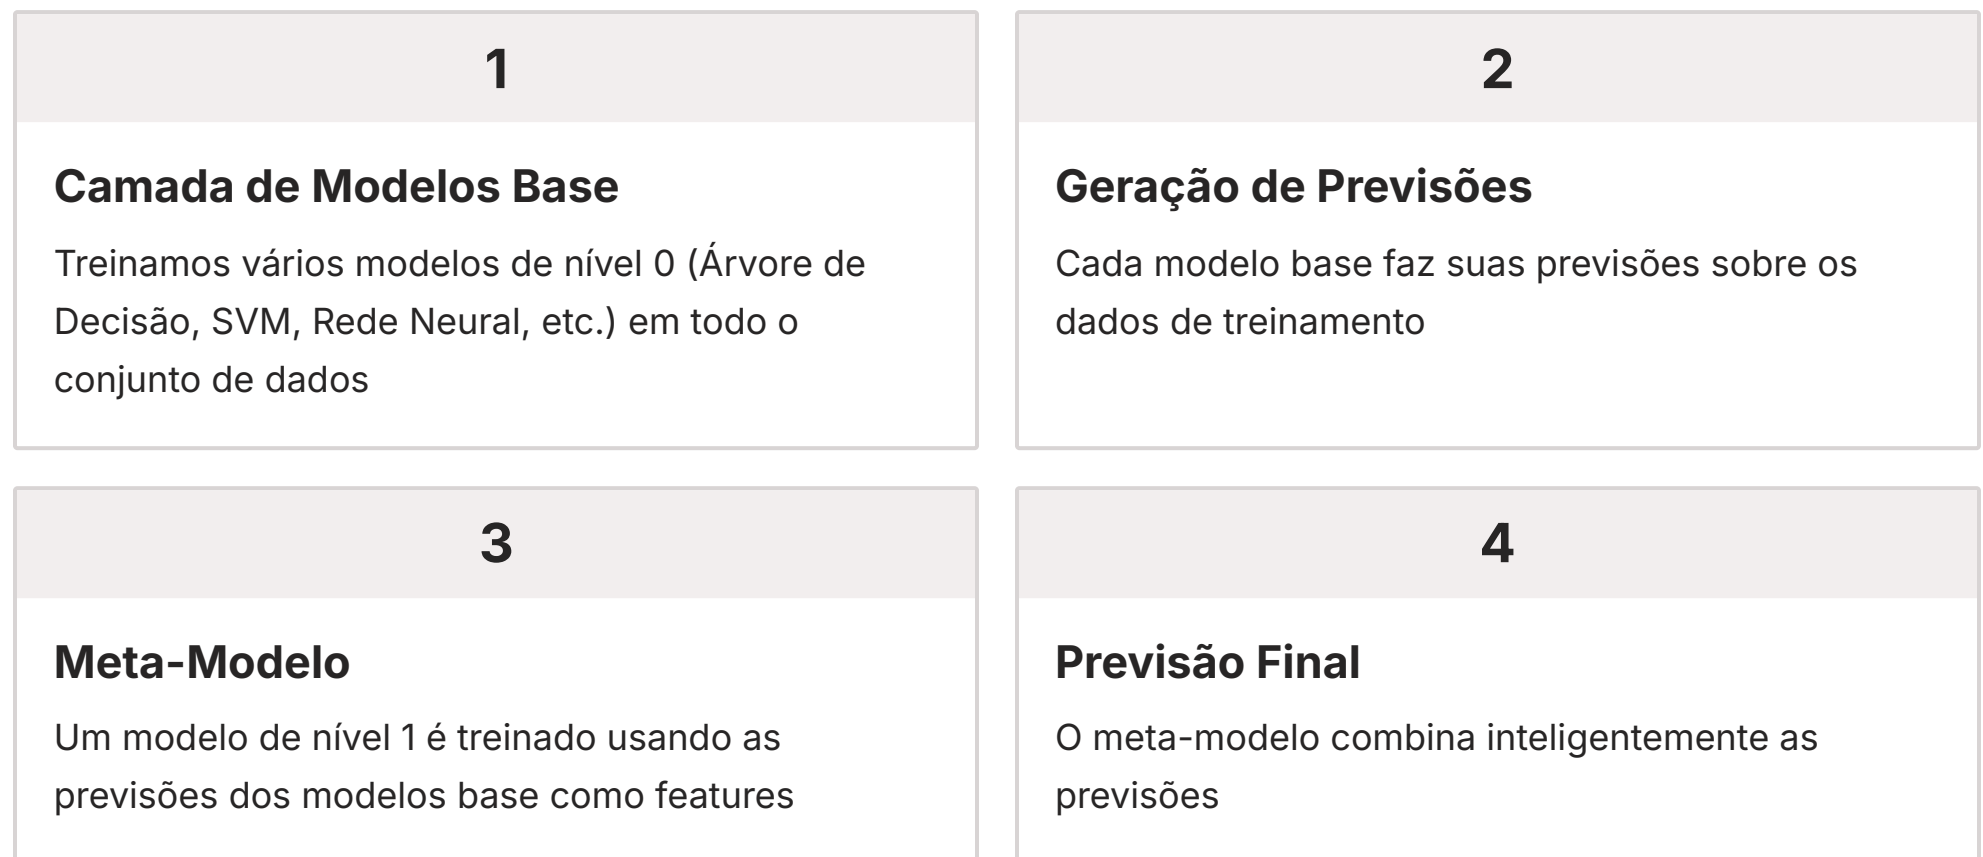 1
Camada de Modelos Base
Treinamos vários modelos de nível 0 (Árvore de
Decisão, SVM, Rede Neural, etc.) em todo o
conjunto de dados
2
Geração de Previsões
Cada modelo base faz suas previsões sobre os
dados de treinamento
3
Meta-Modelo
Um modelo de nível 1 é treinado usando as
previsões dos modelos base como features
4
Previsão Final
O meta-modelo combina inteligentemente as
previsões